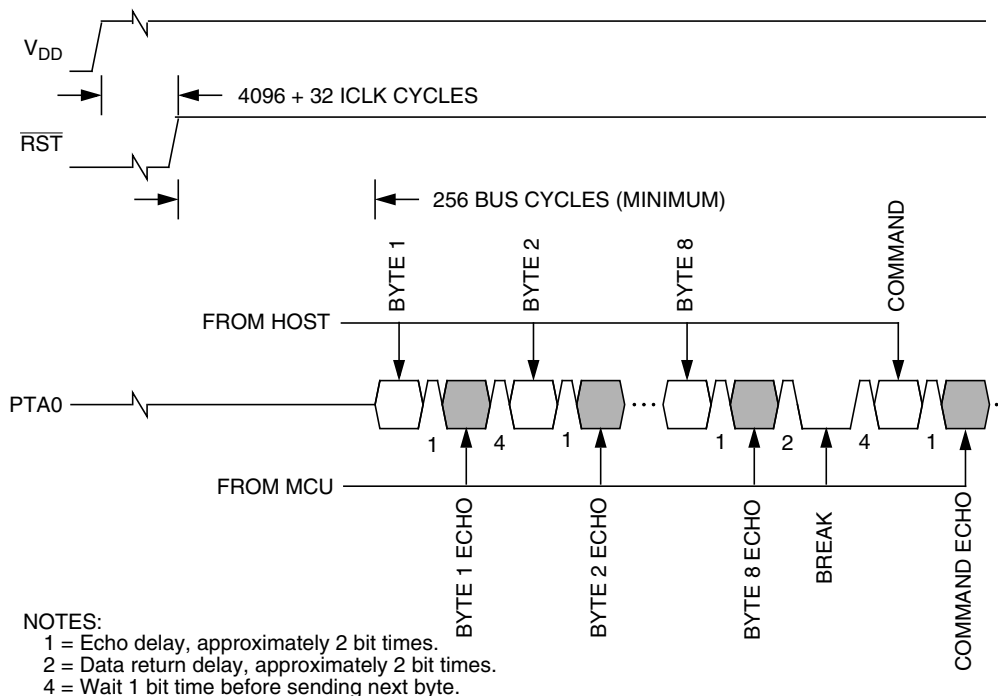 VDD
4096 + 32 ICLK CYCLES
RST
256 BUS CYCLES (MINIMUM)
BYTE 1
BYTE 2
BYTE 8
COMMAND
FROM HOST
PTA0
...
1
4
1
1
2
4
1
FROM MCU
BYTE 1 ECHO
BYTE 2 ECHO
BYTE 8 ECHO
BREAK
COMMAND ECHO
NOTES:
1 = Echo delay, approximately 2 bit times.
2 = Data return delay, approximately 2 bit times.
4 = Wait 1 bit time before sending next byte.